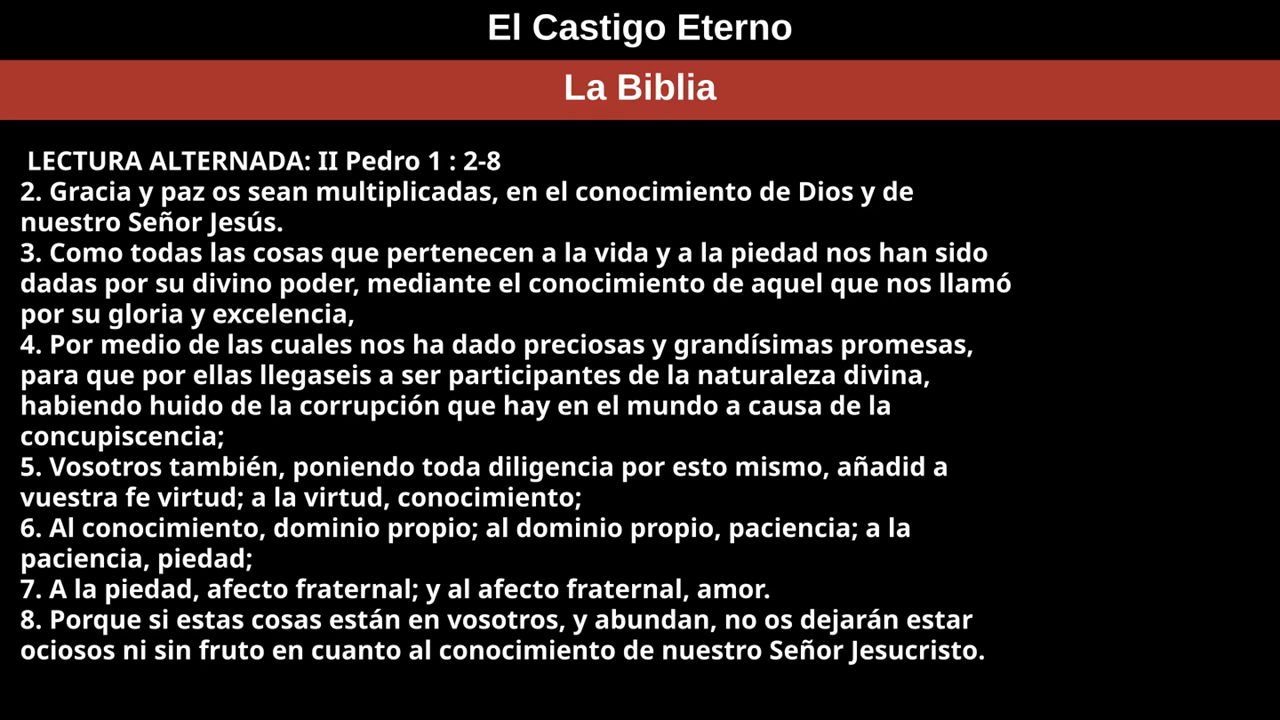 El Castigo Eterno
La Biblia
LECTURA ALTERNADA: II Pedro 1 : 2-8
2. Gracia y paz os sean multiplicadas, en el conocimiento de Dios y de
nuestro Señor Jesús.
3. Como todas las cosas que pertenecen a la vida y a la piedad nos han sido
dadas por su divino poder, mediante el conocimiento de aquel que nos llamó
por su gloria y excelencia,
4. Por medio de las cuales nos ha dado preciosas y grandísimas promesas,
para que por ellas llegaseis a ser participantes de la naturaleza divina,
habiendo huido de la corrupción que hay en el mundo a causa de la
concupiscencia;
5. Vosotros también, poniendo toda diligencia por esto mismo, añadid a
vuestra fe virtud; a la virtud, conocimiento;
6. Al conocimiento, dominio propio; al dominio propio, paciencia; a la
paciencia, piedad;
7. A la piedad, afecto fraternal; y al afecto fraternal, amor.
8. Porque si estas cosas están en vosotros, y abundan, no os dejarán estar
ociosos ni sin fruto en cuanto al conocimiento de nuestro Señor Jesucristo.